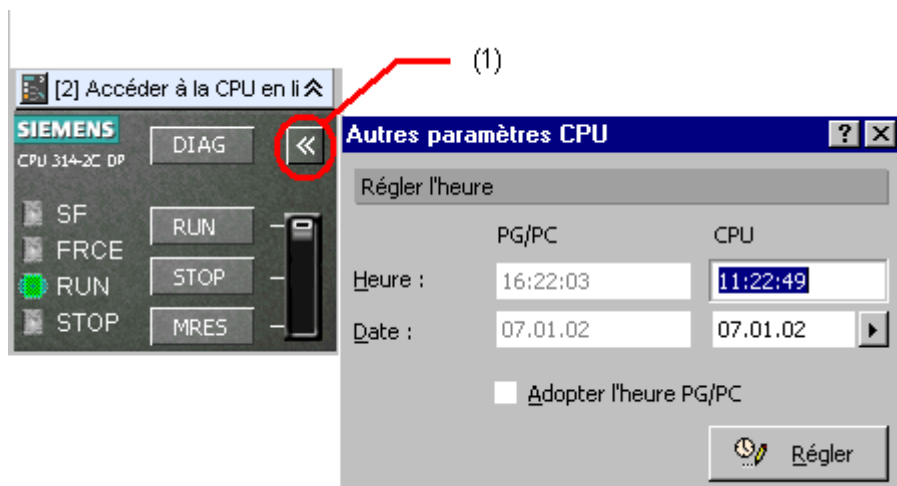 (1)
[2] Accéder à la CPU en li
SIEMENS
CPU 314-2C DP
DIAG
SF
FRCE
RUN
STOP
RUN
STOP
MRES
Autres paramètres CPU
Régler l'heure
PG/PC CPU
Heure : 16:22:03 11:22:49
Date : 07.01.02 07.01.02
Adopter l'heure PG/PC
Régler